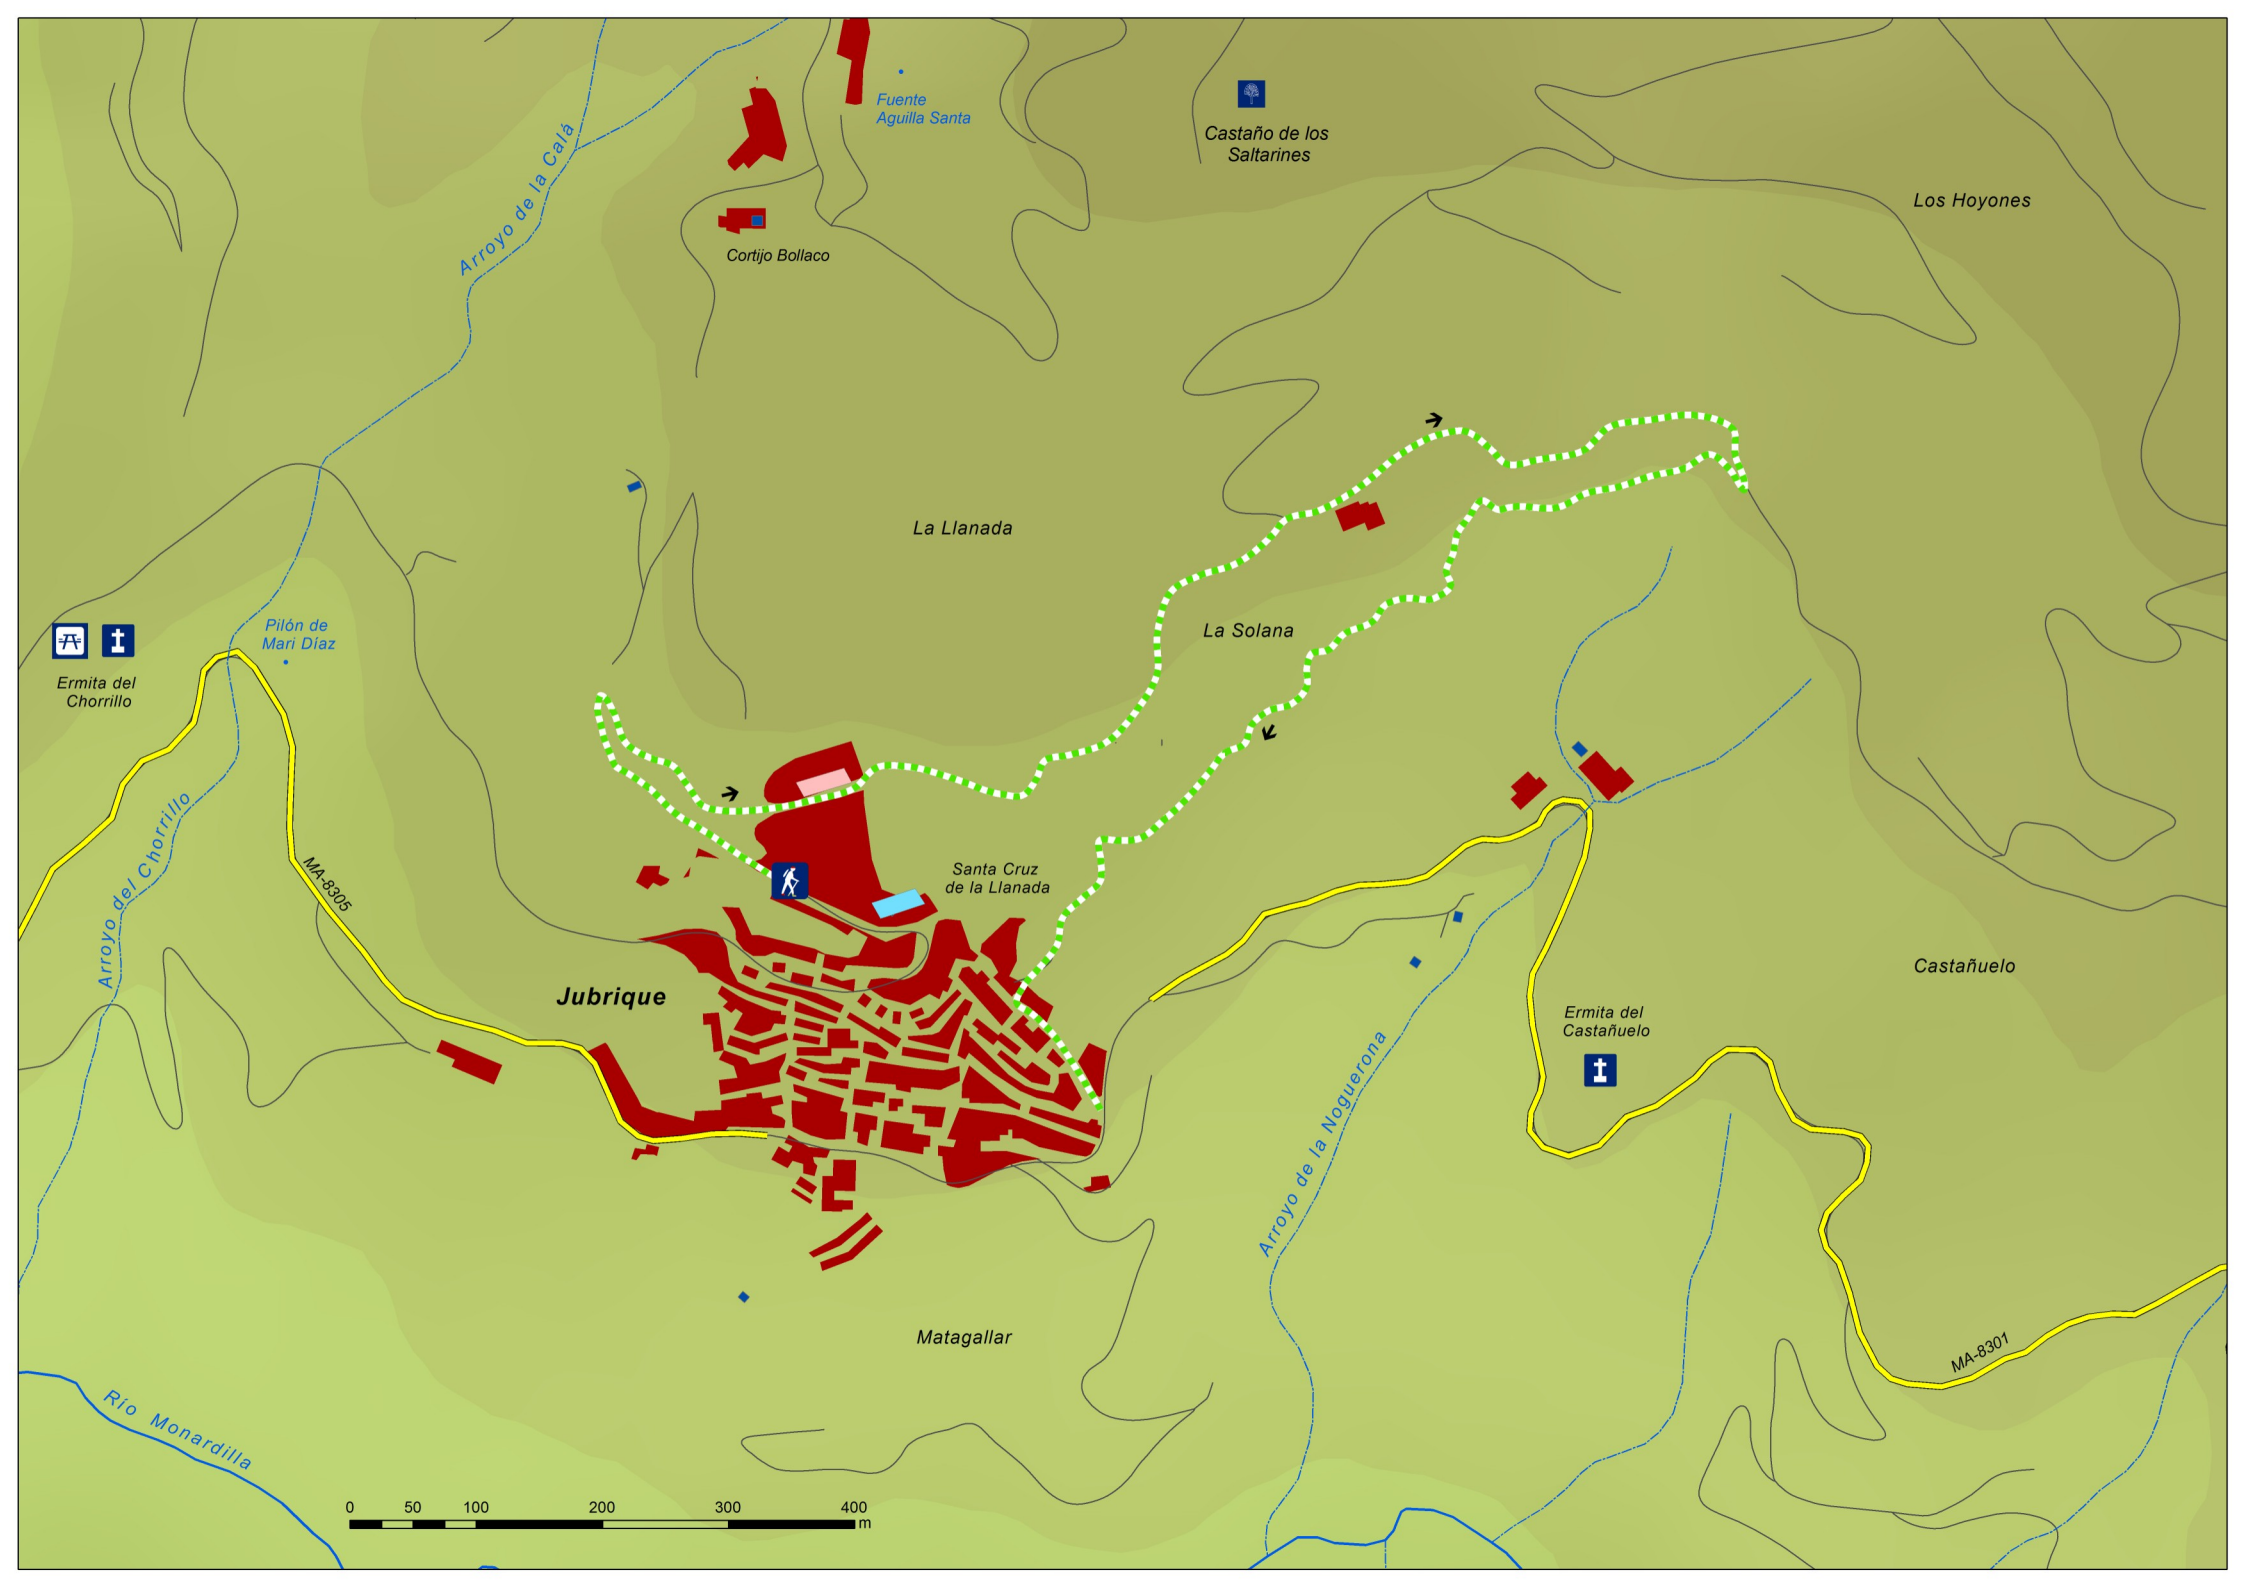 Arroyo de la Calá
Fuente
Aguilla Santa
Castaño de los
Saltarines
Los Hoyones
Cortijo Bollaco
La Llanada
Pilón de
Mari Díaz
La Solana
Ermita del
Chorrillo
Arroyo del Chorrillo
MA-8305
Santa Cruz
de la Llanada
Jubrique
Castañuelo
Ermita del
Castañuelo
Arroyo de la Noguerona
Matagallar
MA-8301
Río Monardilla
0 50 100 200 300 400
m